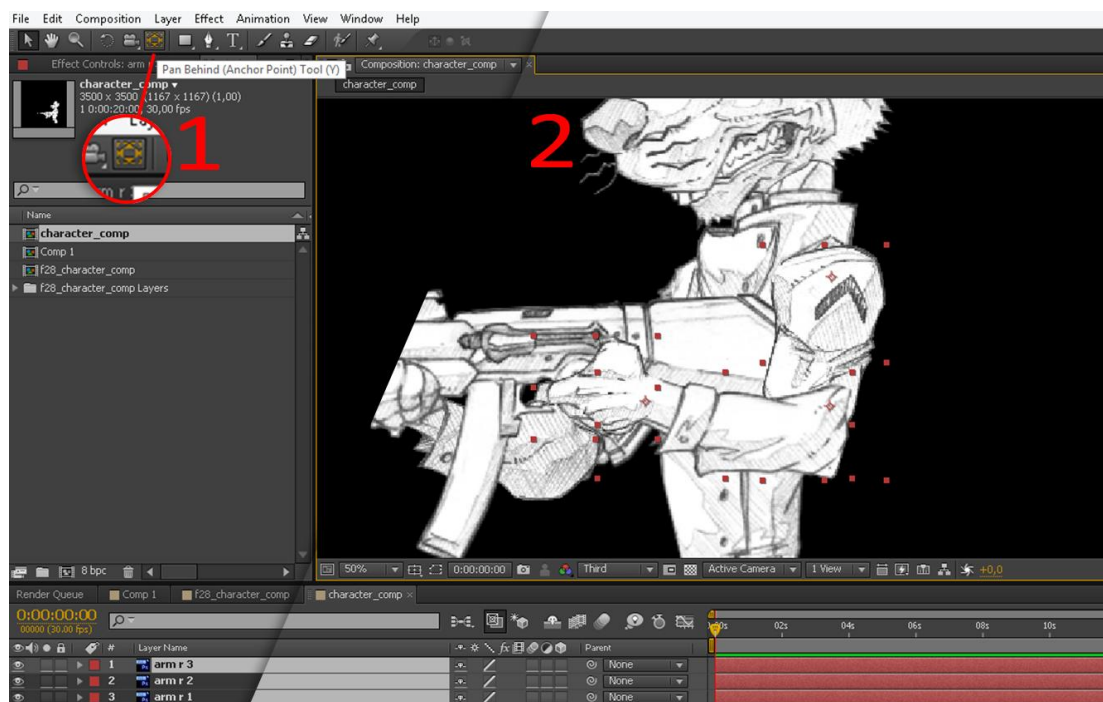 File Edit Composition Layer Effect Animation View Window Help
Effect Controls: arm
Pan Behind (Anchor Point) Tool (Y)
Composition: character_comp
character_comp
character_comp
3500 x 3500 (1167 x 1167) (1,00)
1 0:00:20:00, 30,00 fps
1
2
arm r
Name
character_comp
Comp 1
f28_character_comp
f28_character_comp Layers
8 bpc
50%
0:00:00:00
Third
Active Camera
1 View
+0,0
Render Queue
Comp 1
f28_character_comp
character_comp
0:00:00:00
00000 (30.00 fps)
02s 04s 06s 08s 10s
# Layer Name
fx
Parent
1 arm r 3 None
2 arm r 2 None
3 arm r 1 None